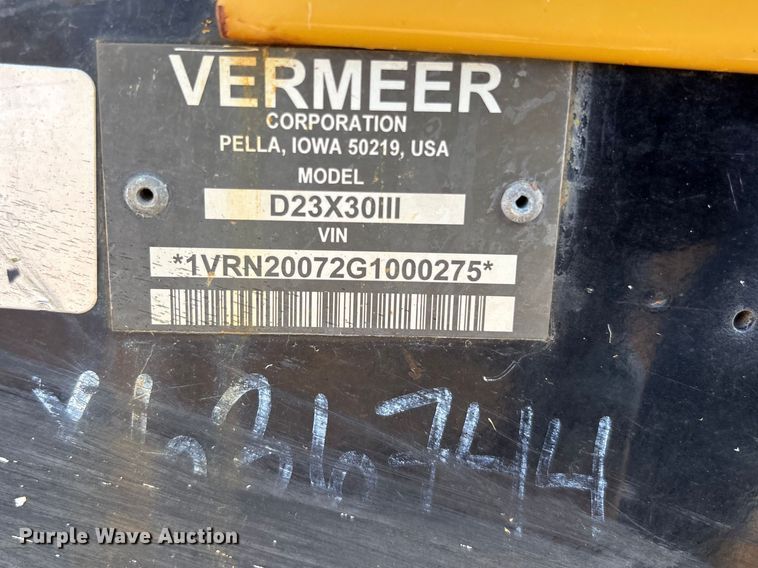 VERMEER
CORPORATION
PELLA, IOWA 50219, USA
MODEL
D23X30III
VIN
*1VRN20072G1000275*
Purple Wave Auction